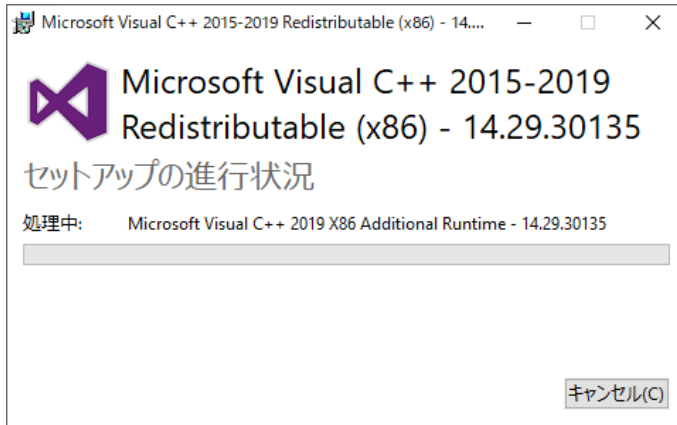 Microsoft Visual C++ 2015-2019 Redistributable (x86) - 14....
Microsoft Visual C++ 2015-2019
Redistributable (x86) - 14.29.30135
セットアップの進行状況
処理中: Microsoft Visual C++ 2019 X86 Additional Runtime - 14.29.30135
キャンセル(C)